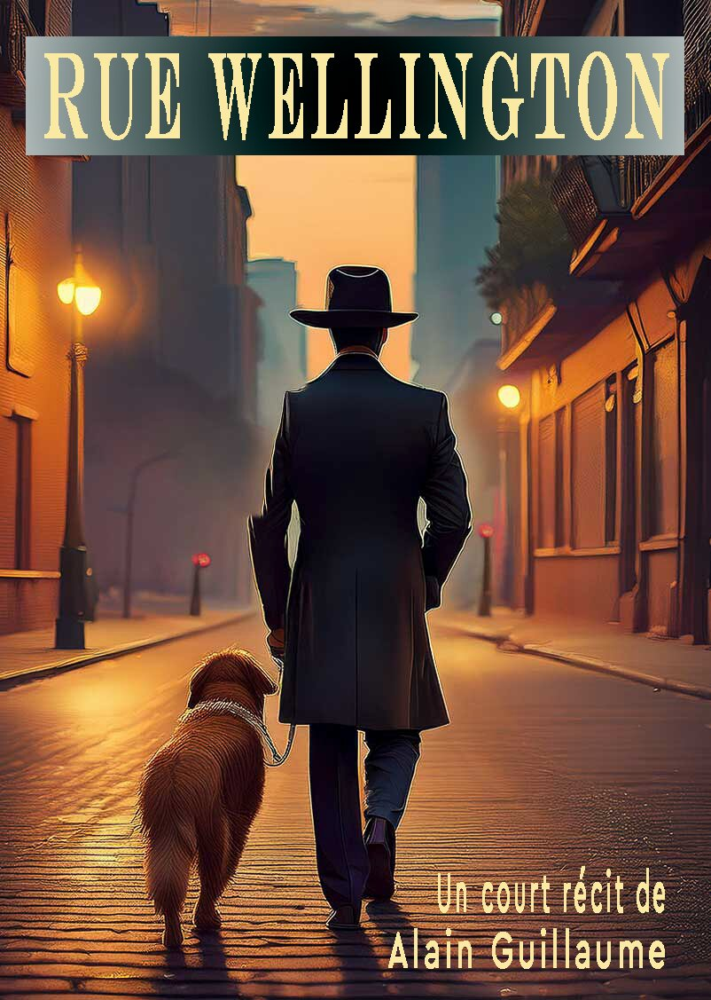 RUE WELLINGTON
Un court récit de
Alain Guillaume